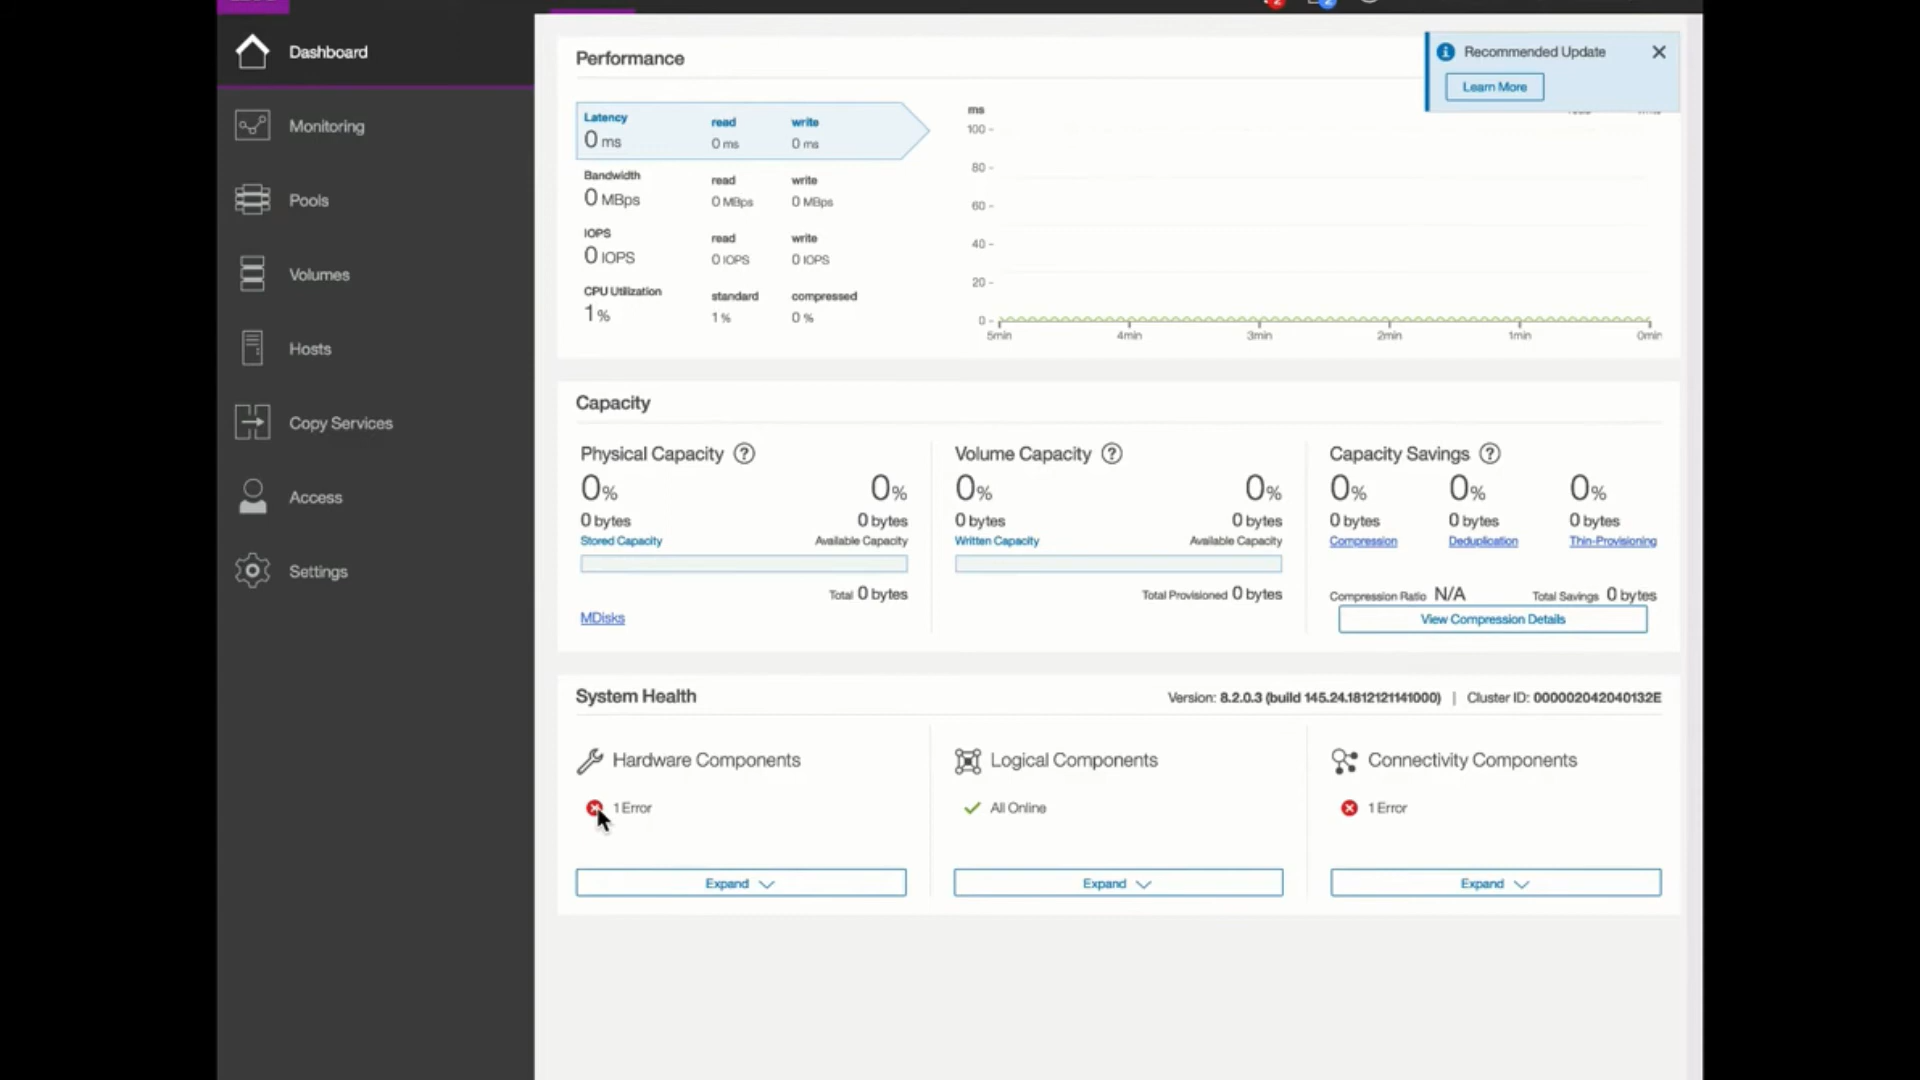 2
2
Dashboard
Monitoring
Pools
Volumes
Hosts
Copy Services
Access
Settings
Performance
Recommended Update
Learn More
Latency read write
0 ms 0 ms 0 ms
Bandwidth read write
0 MBps 0 MBps 0 MBps
IOPS read write
0 IOPS 0 IOPS 0 IOPS
CPU Utilization standard compressed
1% 1 % 0 %
ms
100
80
60
40
20
0
5min 4min 3min 2min 1min 0min
Capacity
Physical Capacity ?
0% 0%
0 bytes 0 bytes
Stored Capacity Available Capacity
Total 0 bytes
MDisks
Volume Capacity ?
0% 0%
0 bytes 0 bytes
Written Capacity Available Capacity
Total Provisioned 0 bytes
Capacity Savings ?
0% 0% 0%
0 bytes 0 bytes 0 bytes
Compression Deduplication Thin-Provisioning
Compression Ratio N/A Total Savings 0 bytes
View Compression Details
System Health
Version: 8.2.0.3 (build 145.24.1812121141000) | Cluster ID: 000002042040132E
Hardware Components
1 Error
Expand
Logical Components
All Online
Expand
Connectivity Components
1 Error
Expand